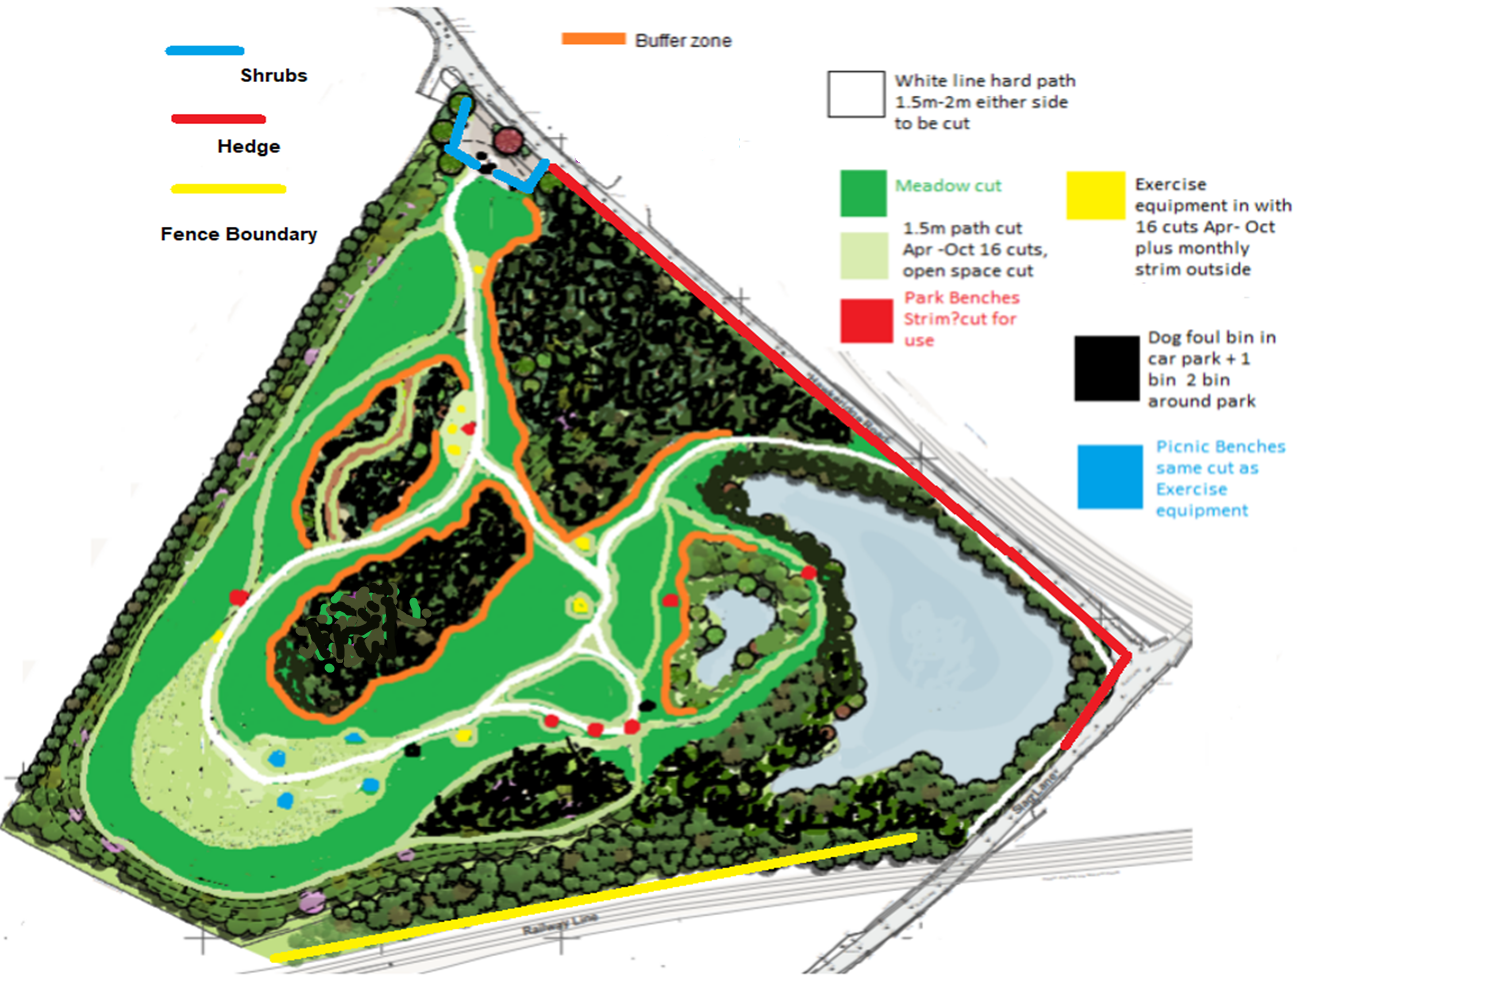 Shrubs
Hedge
Fence Boundary
Buffer zone
White line hard path
1.5m-2m either side
to be cut
Meadow cut
1.5m path cut
Apr -Oct 16 cuts,
open space cut
Park Benches
Strim?cut for
use
Exercise
equipment in with
16 cuts Apr- Oct
plus monthly
strim outside
Dog foul bin in
car park + 1
bin 2 bin
around park
Picnic Benches
same cut as
Exercise
equipment
Railway Line